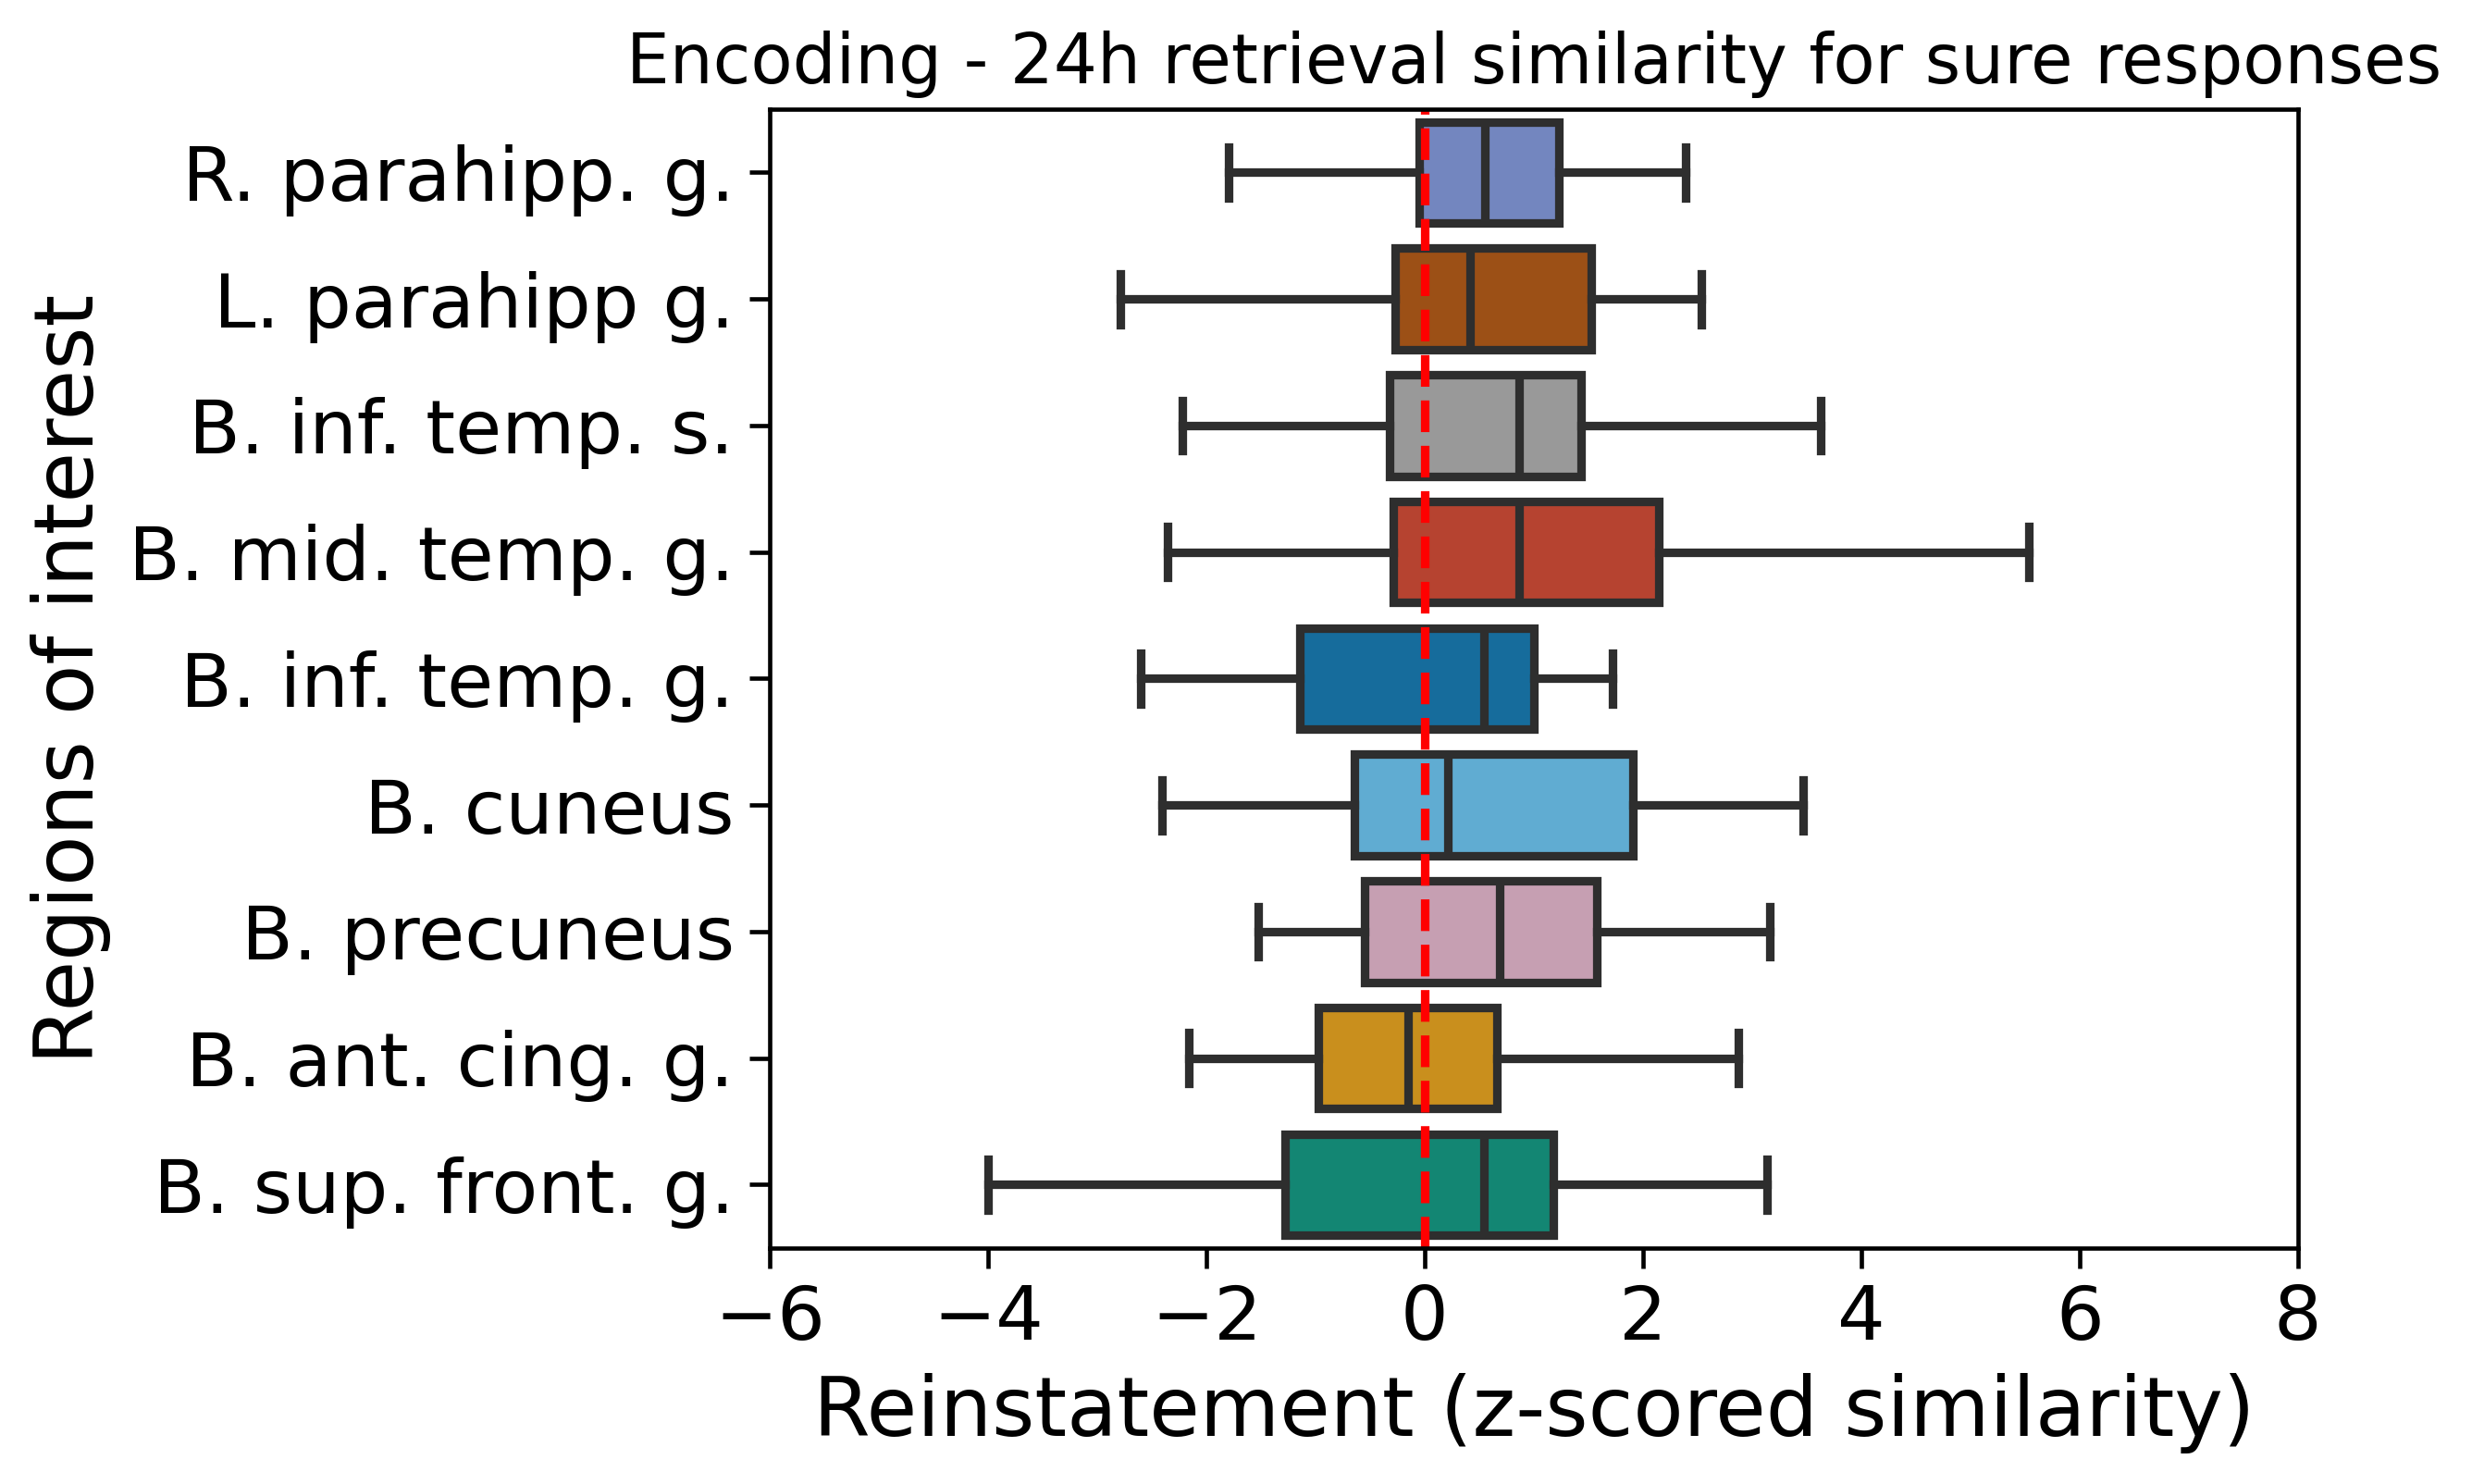 Encoding - 24h retrieval similarity for sure responses
Regions of interest
R. parahipp. g.
L. parahipp g.
B. inf. temp. s.
B. mid. temp. g.
B. inf. temp. g.
B. cuneus
B. precuneus
B. ant. cing. g.
B. sup. front. g.
−6 −4 −2 0 2 4 6 8
Reinstatement (z-scored similarity)